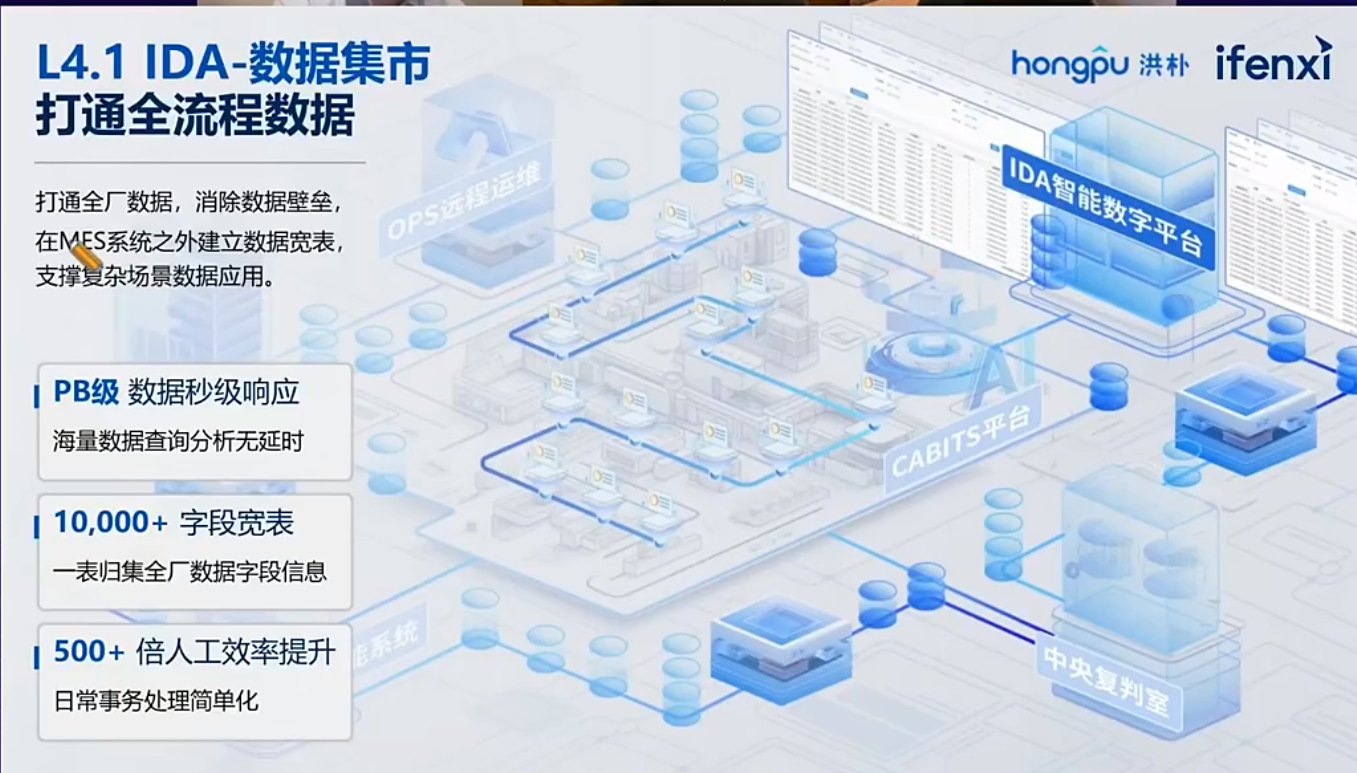 L4.1 IDA-数据集市
打通全流程数据
hongpu 洪朴
ifenxi
打通全厂数据，消除数据壁垒，
在MES系统之外建立数据宽表，
支撑复杂场景数据应用。
OPS远程运维
IDA智能数字平台
AI
CABITS平台
PB级 数据秒级响应
海量数据查询分析无延时
10,000+ 字段宽表
一表归集全厂数据字段信息
500+ 倍人工效率提升
日常事务处理简单化
能系统
中央复判室